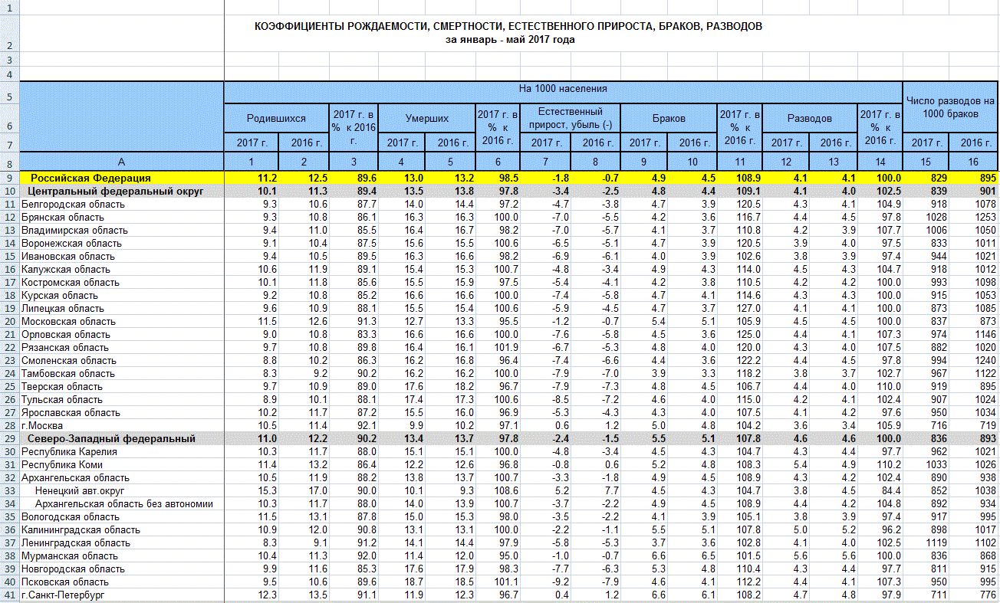 1
КОЭФФИЦИЕНТЫ РОЖДАЕМОСТИ, СМЕРТНОСТИ, ЕСТЕСТВЕННОГО ПРИРОСТА, БРАКОВ, РАЗВОДОВ
2 за январь - май 2017 года
3
4
5 На 1000 населения Число разводов на 1000 браков
6 Родившихся 2017 г. в % к 2016 г. Умерших 2017 г. в % к 2016 г. Естественный прирост, убыль (-) Браков 2017 г. в % к 2016 г. Разводов 2017 г. в % к 2016 г.
7 2017 г. 2016 г. 2017 г. 2016 г. 2017 г. 2016 г. 2017 г. 2016 г. 2017 г. 2016 г. 2017 г. 2016 г.
8 А 1 2 3 4 5 6 7 8 9 10 11 12 13 14 15 16
9 Российская Федерация 11.2 12.5 89.6 13.0 13.2 98.5 -1.8 -0.7 4.9 4.5 108.9 4.1 4.1 100.0 829 895
10 Центральный федеральный округ 10.1 11.3 89.4 13.5 13.8 97.8 -3.4 -2.5 4.8 4.4 109.1 4.1 4.0 102.5 839 901
11 Белгородская область 9.3 10.6 87.7 14.0 14.4 97.2 -4.7 -3.8 4.7 3.9 120.5 4.3 4.1 104.9 918 1078
12 Брянская область 9.3 10.8 86.1 16.3 16.3 100.0 -7.0 -5.5 4.2 3.6 116.7 4.4 4.5 97.8 1028 1253
13 Владимирская область 9.4 11.0 85.5 16.4 16.7 98.2 -7.0 -5.7 4.1 3.7 110.8 4.2 3.9 107.7 1006 1050
14 Воронежская область 9.1 10.4 87.5 15.6 15.5 100.6 -6.5 -5.1 4.7 3.9 120.5 3.9 4.0 97.5 833 1011
15 Ивановская область 9.4 10.5 89.5 16.3 16.6 98.2 -6.9 -6.1 4.0 3.9 102.6 3.8 3.9 97.4 944 1021
16 Калужская область 10.6 11.9 89.1 15.4 15.3 100.7 -4.8 -3.4 4.9 4.3 114.0 4.5 4.3 104.7 918 1012
17 Костромская область 10.1 11.8 85.6 15.5 15.9 97.5 -5.4 -4.1 4.2 3.8 110.5 4.2 4.2 100.0 993 1098
18 Курская область 9.2 10.8 85.2 16.6 16.6 100.0 -7.4 -5.8 4.7 4.1 114.6 4.3 4.3 100.0 915 1053
19 Липецкая область 9.6 10.9 88.1 15.5 15.4 100.6 -5.9 -4.5 4.7 3.7 127.0 4.1 4.1 100.0 873 1085
20 Московская область 11.5 12.6 91.3 12.7 13.3 95.5 -1.2 -0.7 5.4 5.1 105.9 4.5 4.5 100.0 837 873
21 Орловская область 9.0 10.8 83.3 16.6 16.6 100.0 -7.6 -5.8 4.5 3.6 125.0 4.4 4.1 107.3 974 1146
22 Рязанская область 9.7 10.8 89.8 16.4 16.1 101.9 -6.7 -5.3 4.8 4.0 120.0 4.3 4.0 107.5 882 1020
23 Смоленская область 8.8 10.2 86.3 16.2 16.8 96.4 -7.4 -6.6 4.4 3.6 122.2 4.4 4.5 97.8 994 1240
24 Тамбовская область 8.3 9.2 90.2 16.2 16.2 100.0 -7.9 -7.0 3.9 3.3 118.2 3.8 3.7 102.7 967 1122
25 Тверская область 9.7 10.9 89.0 17.6 18.2 96.7 -7.9 -7.3 4.8 4.5 106.7 4.4 4.0 110.0 919 895
26 Тульская область 8.9 10.1 88.1 17.4 17.3 100.6 -8.5 -7.2 4.6 4.0 115.0 4.2 4.1 102.4 907 1024
27 Ярославская область 10.2 11.7 87.2 15.5 16.0 96.9 -5.3 -4.3 4.3 4.0 107.5 4.1 4.2 97.6 950 1034
28 г.Москва 10.5 11.4 92.1 9.9 10.2 97.1 0.6 1.2 5.0 4.8 104.2 3.6 3.4 105.9 716 719
29 Северо-Западный федеральный 11.0 12.2 90.2 13.4 13.7 97.8 -2.4 -1.5 5.5 5.1 107.8 4.6 4.6 100.0 836 893
30 Республика Карелия 10.3 11.7 88.0 15.1 15.1 100.0 -4.8 -3.4 4.5 4.3 104.7 4.3 4.4 97.7 962 1021
31 Республика Коми 11.4 13.2 86.4 12.2 12.6 96.8 -0.8 0.6 5.2 4.8 108.3 5.4 4.9 110.2 1033 1026
32 Архангельская область 10.5 11.9 88.2 13.8 13.7 100.7 -3.3 -1.8 4.9 4.5 108.9 4.3 4.2 102.4 890 938
33 Ненецкий авт.округ 15.3 17.0 90.0 10.1 9.3 108.6 5.2 7.7 4.5 4.3 104.7 3.8 4.5 84.4 852 1038
34 Архангельская область без автономии 10.3 11.7 88.0 14.0 13.9 100.7 -3.7 -2.2 4.9 4.5 108.9 4.4 4.2 104.8 892 934
35 Вологодская область 11.5 13.1 87.8 15.0 15.3 98.0 -3.5 -2.2 4.1 3.9 105.1 3.8 3.9 97.4 917 995
36 Калининградская область 10.9 12.0 90.8 13.1 13.1 100.0 -2.2 -1.1 5.5 5.1 107.8 5.0 5.2 96.2 898 1017
37 Ленинградская область 8.3 9.1 91.2 14.1 14.4 97.9 -5.8 -5.3 3.7 3.6 102.8 4.1 4.0 102.5 1119 1102
38 Мурманская область 10.4 11.3 92.0 11.4 12.0 95.0 -1.0 -0.7 6.6 6.5 101.5 5.6 5.6 100.0 836 868
39 Новгородская область 9.9 11.6 85.3 17.6 17.9 98.3 -7.7 -6.3 5.3 4.8 110.4 4.3 4.4 97.7 811 915
40 Псковская область 9.5 10.6 89.6 18.7 18.5 101.1 -9.2 -7.9 4.6 4.1 112.2 4.4 4.1 107.3 950 995
41 г.Санкт-Петербург 12.3 13.5 91.1 11.9 12.3 96.7 0.4 1.2 6.6 6.1 108.2 4.7 4.8 97.9 711 776